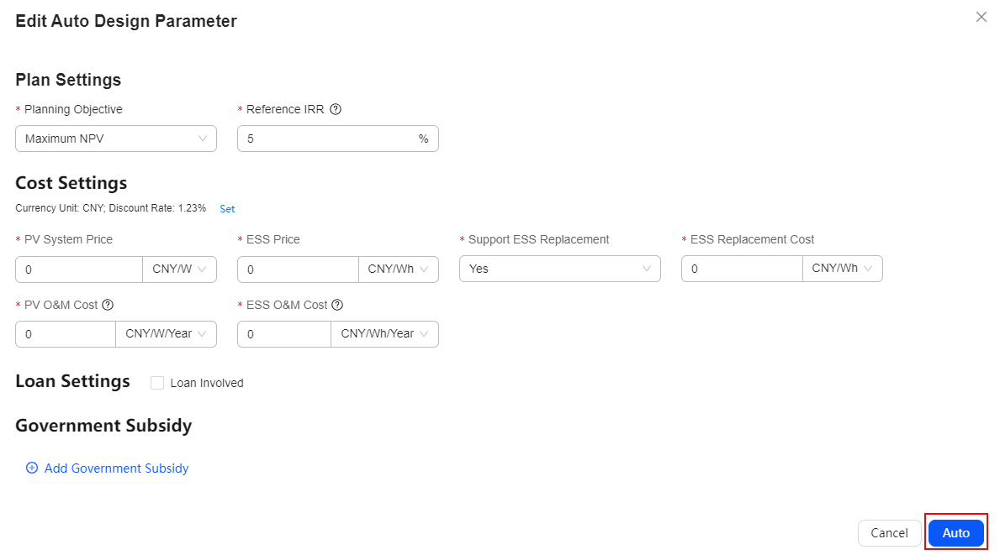 Edit Auto Design Parameter
Plan Settings
* Planning Objective * Reference IRR ?
Maximum NPV 5 %
Cost Settings
Currency Unit: CNY; Discount Rate: 1.23% Set
* PV System Price * ESS Price * Support ESS Replacement * ESS Replacement Cost
0 CNY/W 0 CNY/Wh Yes 0 CNY/Wh
* PV O&M Cost ? * ESS O&M Cost ?
0 CNY/W/Year 0 CNY/Wh/Year
Loan Settings Loan Involved
Government Subsidy
Add Government Subsidy
Cancel Auto